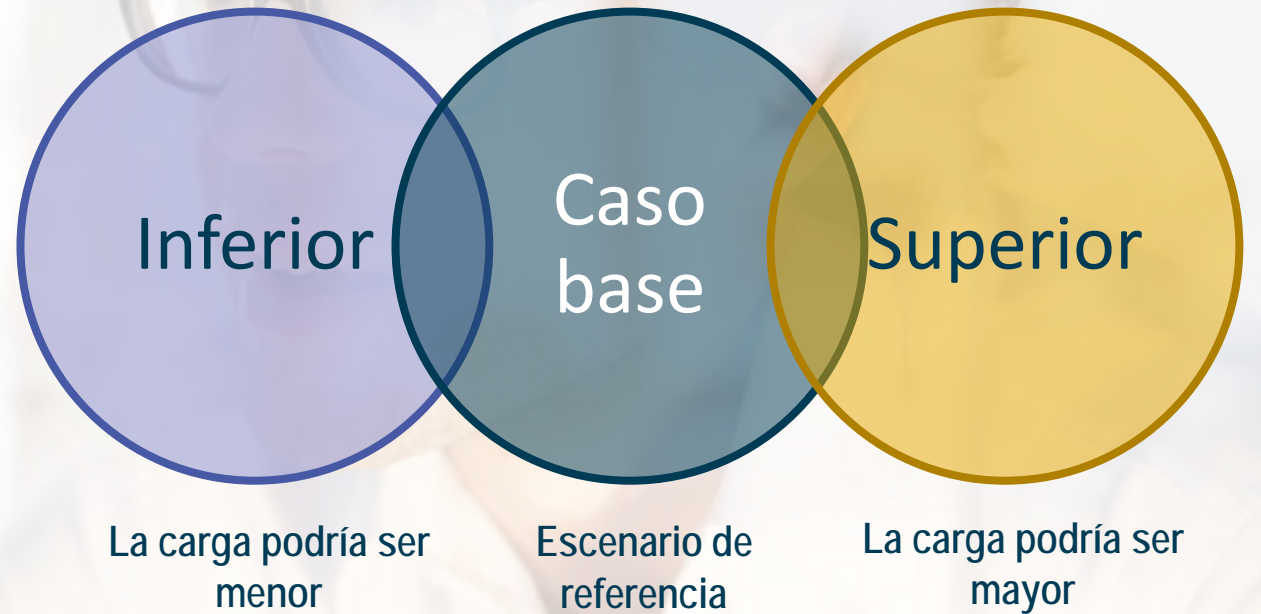 Inferior
Caso
base
Superior
La carga podría ser
menor
Escenario de
referencia
La carga podría ser
mayor